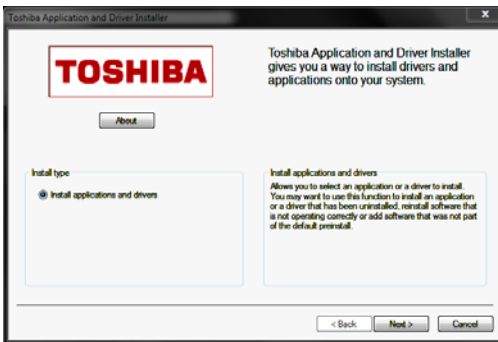 Toshiba Application and Driver Installer
x
TOSHIBA
Toshiba Application and Driver Installer
gives you a way to install drivers and
applications onto your system.
About
Install type
Install applications and drivers
Install applications and drivers
Allows you to select an application or a driver to install.
You may want to use this function to install an application
or a driver that has been uninstalled, reinstall software that
is not operating correctly or add software that was not part
of the default preinstall.
< Back
Next >
Cancel